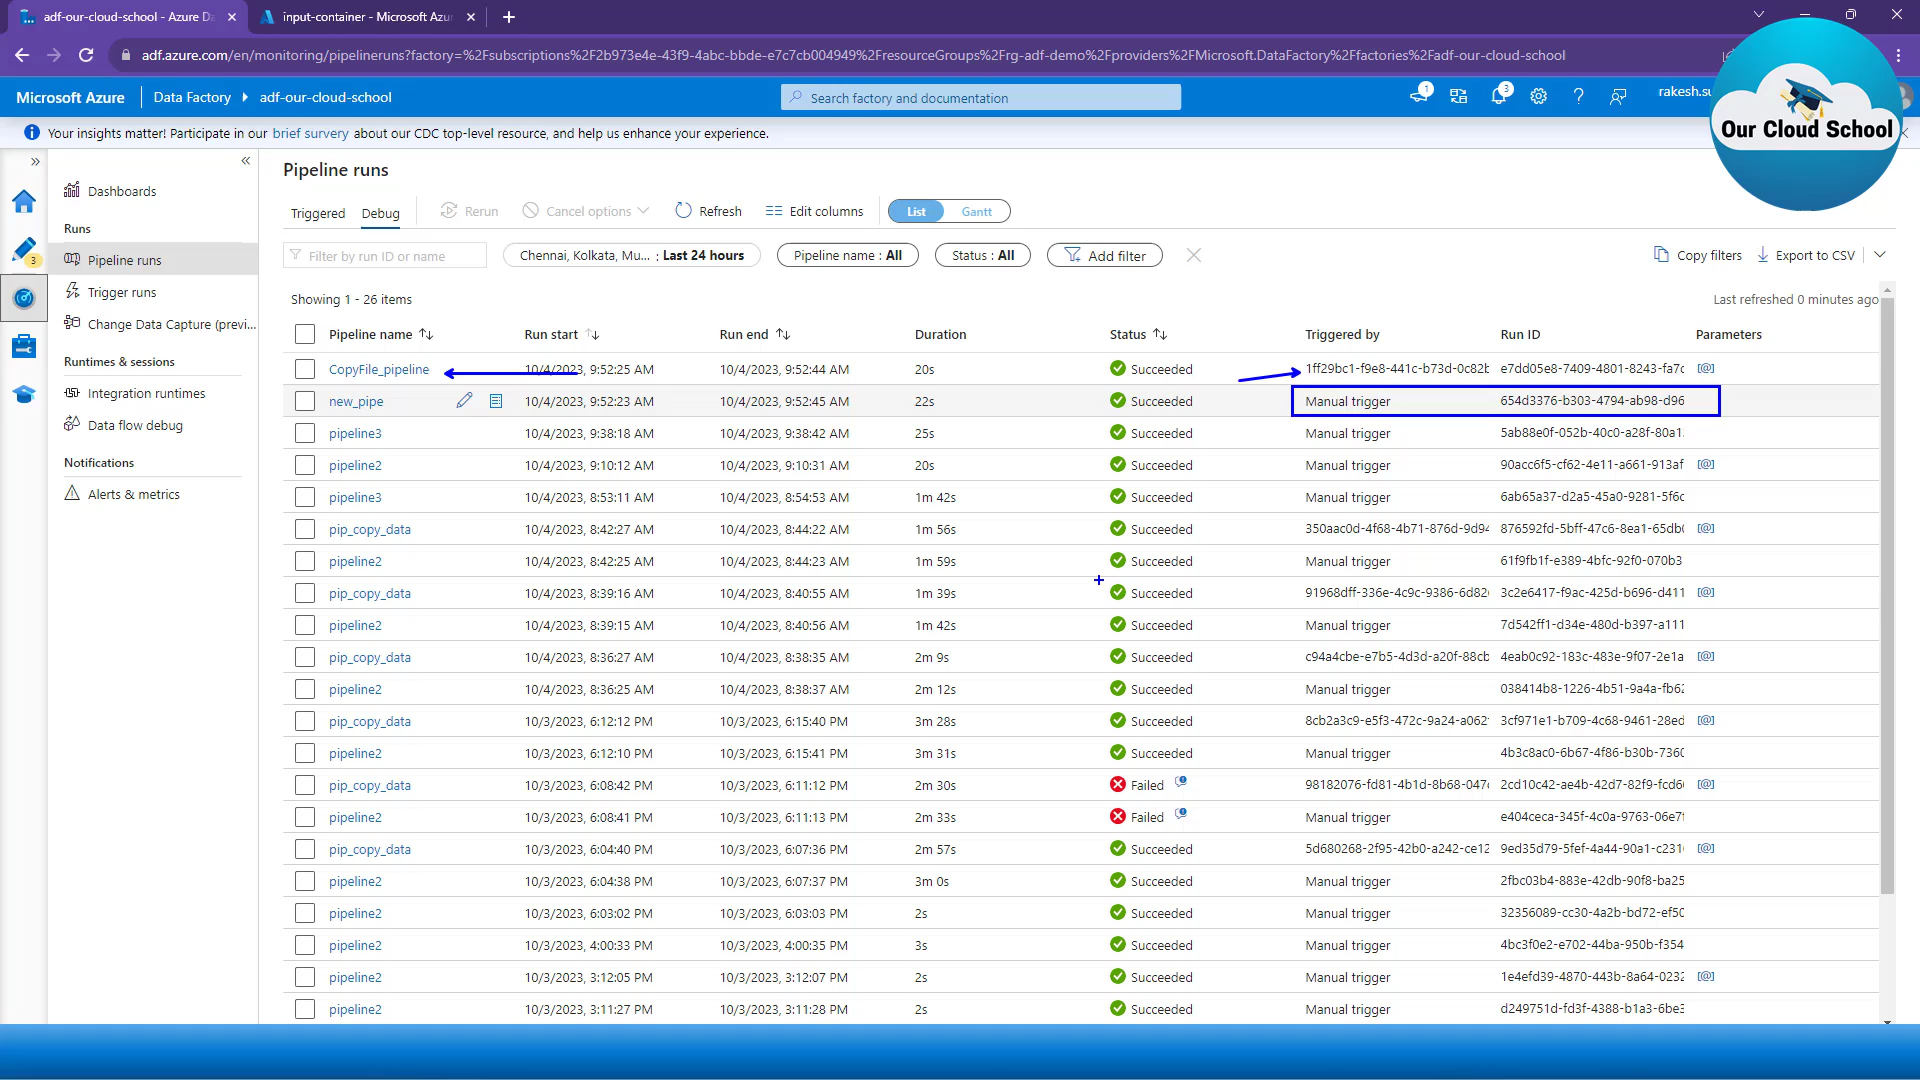 adf-our-cloud-school - Azure Da
input-container - Microsoft Azu
adf.azure.com/en/monitoring/pipelineruns?factory=%2Fsubscriptions%2F2b973e4e-43f9-4abc-bbde-e7c7cb004949%2FresourceGroups%2Frg-adf-demo%2Fproviders%2FMicrosoft.DataFactory%2Ffactories%2Fadf-our-cloud-school
Microsoft Azure Data Factory adf-our-cloud-school
Search factory and documentation
1
3
rakesh.su
Our Cloud School
Your insights matter! Participate in our brief survey about our CDC top-level resource, and help us enhance your experience.
3
Dashboards
Runs
Pipeline runs
Trigger runs
Change Data Capture (previ...
Runtimes & sessions
Integration runtimes
Data flow debug
Notifications
Alerts & metrics
Pipeline runs
Triggered Debug Rerun Cancel options Refresh Edit columns List Gantt
Filter by run ID or name Chennai, Kolkata, Mu... ; Last 24 hours Pipeline name : All Status : All Add filter Copy filters Export to CSV
Showing 1 - 26 items Last refreshed 0 minutes ago
Pipeline name Run start Run end Duration Status Triggered by Run ID Parameters
CopyFile_pipeline 10/4/2023, 9:52:25 AM 10/4/2023, 9:52:44 AM 20s Succeeded 1ff29bc1-f9e8-441c-b73d-0c82b e7dd05e8-7409-4801-8243-fa7c [@]
new_pipe 10/4/2023, 9:52:23 AM 10/4/2023, 9:52:45 AM 22s Succeeded Manual trigger 654d3376-b303-4794-ab98-d96
pipeline3 10/4/2023, 9:38:18 AM 10/4/2023, 9:38:42 AM 25s Succeeded Manual trigger 5ab88e0f-052b-40c0-a28f-80a1
pipeline2 10/4/2023, 9:10:12 AM 10/4/2023, 9:10:31 AM 20s Succeeded Manual trigger 90acc6f5-cf62-4e11-a661-913af [@]
pipeline3 10/4/2023, 8:53:11 AM 10/4/2023, 8:54:53 AM 1m 42s Succeeded Manual trigger 6ab65a37-d2a5-45a0-9281-5f6c
pip_copy_data 10/4/2023, 8:42:27 AM 10/4/2023, 8:44:22 AM 1m 56s Succeeded 350aac0d-4f68-4b71-876d-9d94 876592fd-5bff-47c6-8ea1-65db0 [@]
pipeline2 10/4/2023, 8:42:25 AM 10/4/2023, 8:44:23 AM 1m 59s Succeeded Manual trigger 61f9fb1f-e389-4bfc-92f0-070b3
pip_copy_data 10/4/2023, 8:39:16 AM 10/4/2023, 8:40:55 AM 1m 39s Succeeded 91968dff-336e-4c9c-9386-6d82 3c2e6417-f9ac-425d-b696-d411 [@]
pipeline2 10/4/2023, 8:39:15 AM 10/4/2023, 8:40:56 AM 1m 42s Succeeded Manual trigger 7d542ff1-d34e-480d-b397-a111
pip_copy_data 10/4/2023, 8:36:27 AM 10/4/2023, 8:38:35 AM 2m 9s Succeeded c94a4cbe-e7b5-4d3d-a20f-88cb 4eab0c92-183c-483e-9f07-2e1a [@]
pipeline2 10/4/2023, 8:36:25 AM 10/4/2023, 8:38:37 AM 2m 12s Succeeded Manual trigger 038414b8-1226-4b51-9a4a-fb62
pip_copy_data 10/3/2023, 6:12:12 PM 10/3/2023, 6:15:40 PM 3m 28s Succeeded 8cb2a3c9-e5f3-472c-9a24-a062 3cf971e1-b709-4c68-9461-28ed [@]
pipeline2 10/3/2023, 6:12:10 PM 10/3/2023, 6:15:41 PM 3m 31s Succeeded Manual trigger 4b3c8ac0-6b67-4f86-b30b-7360
pip_copy_data 10/3/2023, 6:08:42 PM 10/3/2023, 6:11:12 PM 2m 30s Failed 98182076-fd81-4b1d-8b68-047 2cd10c42-ae4b-42d7-82f9-fcd6 [@]
pipeline2 10/3/2023, 6:08:41 PM 10/3/2023, 6:11:13 PM 2m 33s Failed Manual trigger e404ceca-345f-4c0a-9763-06e7
pip_copy_data 10/3/2023, 6:04:40 PM 10/3/2023, 6:07:36 PM 2m 57s Succeeded 5d680268-2f95-42b0-a242-ce12 9ed35d79-5fef-4a44-90a1-c231 [@]
pipeline2 10/3/2023, 6:04:38 PM 10/3/2023, 6:07:37 PM 3m 0s Succeeded Manual trigger 2fbc03b4-883e-42db-90f8-ba25
pipeline2 10/3/2023, 6:03:02 PM 10/3/2023, 6:03:03 PM 2s Succeeded Manual trigger 32356089-cc30-4a2b-bd72-ef50
pipeline2 10/3/2023, 4:00:33 PM 10/3/2023, 4:00:35 PM 3s Succeeded Manual trigger 4bc3f0e2-e702-44ba-950b-f354
pipeline2 10/3/2023, 3:12:05 PM 10/3/2023, 3:12:07 PM 2s Succeeded Manual trigger 1e4efd39-4870-443b-8a64-0232 [@]
pipeline2 10/3/2023, 3:11:27 PM 10/3/2023, 3:11:28 PM 2s Succeeded Manual trigger d249751d-fd3f-4388-b1a3-6be3